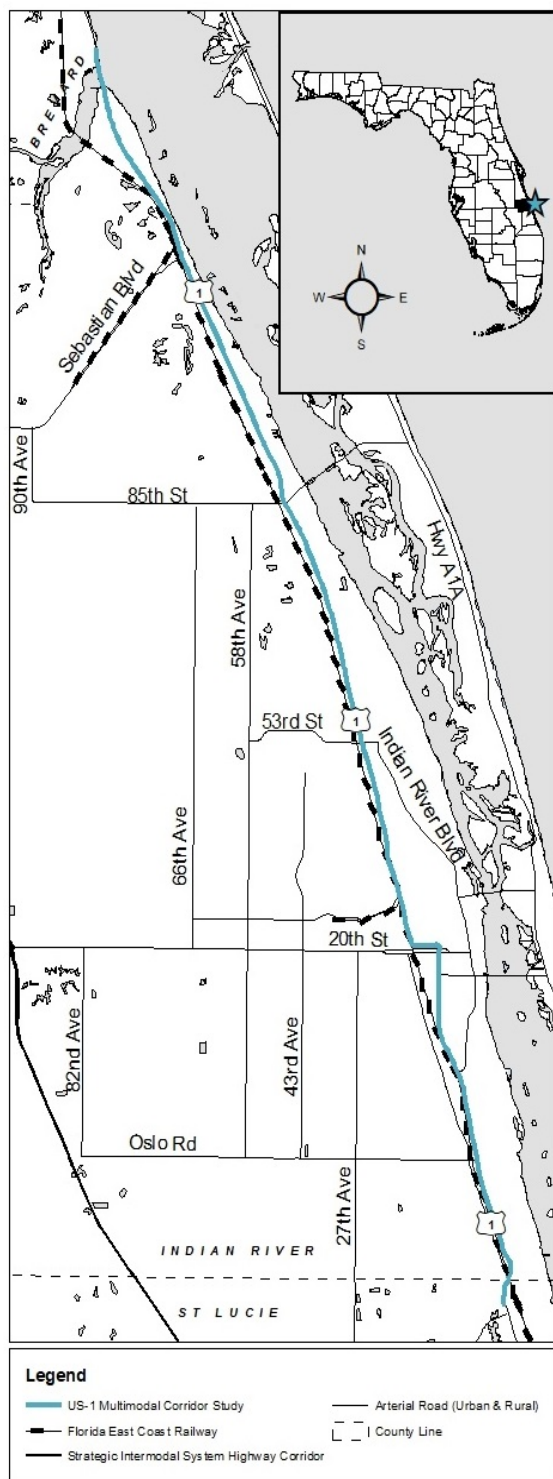 BREVARD
N
W E
S
Sebastian Blvd
1
90th Ave
85th St
Hwy A1A
58th Ave
53rd St
1
Indian River Blvd
66th Ave
20th St
82nd Ave
43rd Ave
Oslo Rd
27th Ave
1
INDIAN RIVER
ST LUCIE
Legend
US-1 Multimodal Corridor Study
Arterial Road (Urban & Rural)
Florida East Coast Railway
County Line
Strategic Intermodal System Highway Corridor